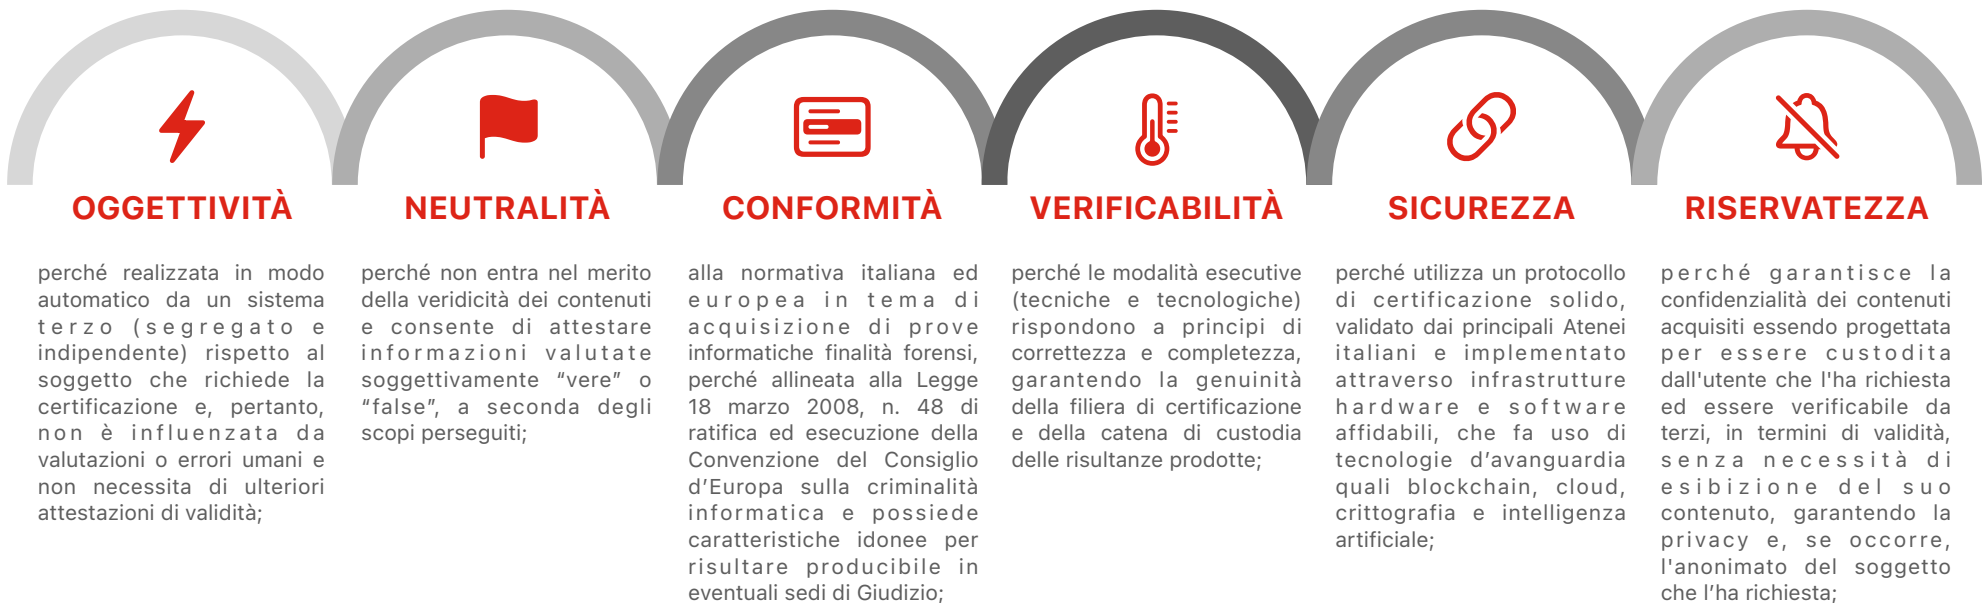 OGGETTIVITÀ
perché realizzata in modo
automatico da un sistema
terzo (segregato e
indipendente) rispetto al
soggetto che richiede la
certificazione e, pertanto,
non è influenzata da
valutazioni o errori umani e
non necessita di ulteriori
attestazioni di validità;
NEUTRALITÀ
perché non entra nel merito
della veridicità dei contenuti
e consente di attestare
informazioni valutate
soggettivamente “vere” o
“false”, a seconda degli
scopi perseguiti;
CONFORMITÀ
alla normativa italiana ed
europea in tema di
acquisizione di prove
informatiche finalità forensi,
perché allineata alla Legge
18 marzo 2008, n. 48 di
ratifica ed esecuzione della
Convenzione del Consiglio
d’Europa sulla criminalità
informatica e possiede
caratteristiche idonee per
risultare producibile in
eventuali sedi di Giudizio;
VERIFICABILITÀ
perché le modalità esecutive
(tecniche e tecnologiche)
rispondono a principi di
correttezza e completezza,
garantendo la genuinità
della filiera di certificazione
e della catena di custodia
delle risultanze prodotte;
SICUREZZA
perché utilizza un protocollo
di certificazione solido,
validato dai principali Atenei
italiani e implementato
attraverso infrastrutture
hardware e software
affidabili, che fa uso di
tecnologie d’avanguardia
quali blockchain, cloud,
crittografia e intelligenza
artificiale;
RISERVATEZZA
perché garantisce la
confidenzialità dei contenuti
acquisiti essendo progettata
per essere custodita
dall'utente che l'ha richiesta
ed essere verificabile da
terzi, in termini di validità,
senza necessità di
esibizione del suo
contenuto, garantendo la
privacy e, se occorre,
l'anonimato del soggetto
che l’ha richiesta;